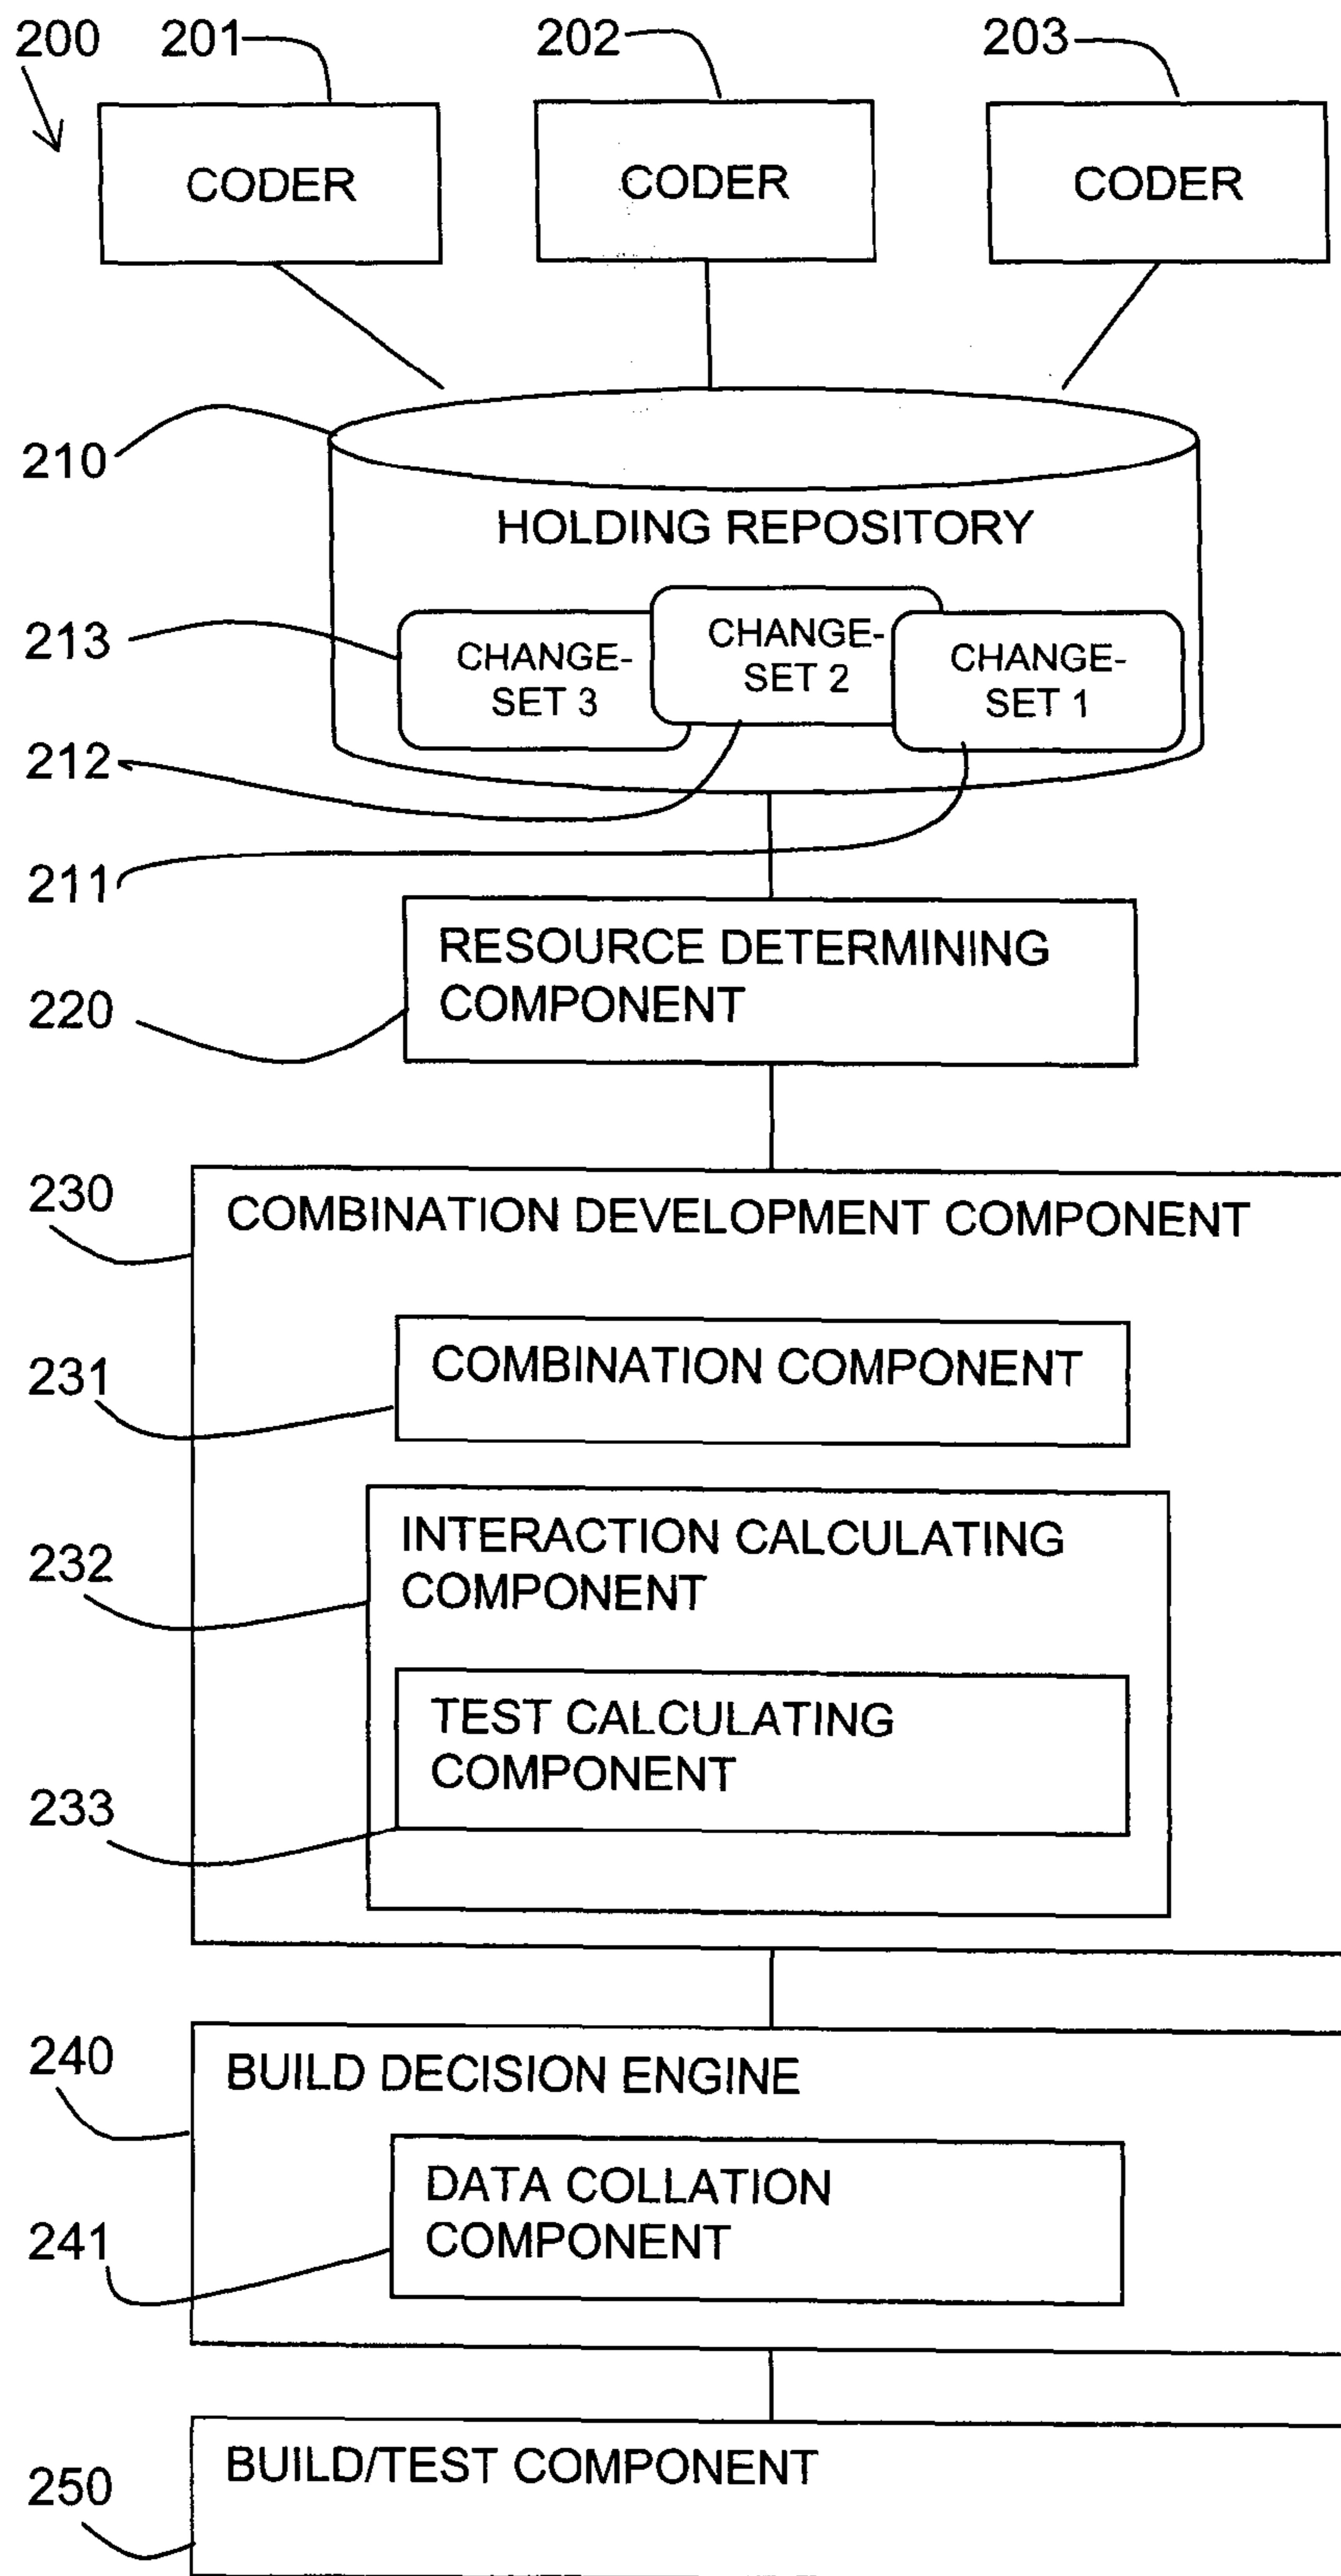 200
201
202
203
CODER
CODER
CODER
210
HOLDING REPOSITORY
213
CHANGE-
SET 3
CHANGE-
SET 2
CHANGE-
SET 1
212
211
RESOURCE DETERMINING
COMPONENT
220
230
COMBINATION DEVELOPMENT COMPONENT
231
COMBINATION COMPONENT
232
INTERACTION CALCULATING
COMPONENT
TEST CALCULATING
COMPONENT
233
240
BUILD DECISION ENGINE
DATA COLLATION
COMPONENT
241
BUILD/TEST COMPONENT
250